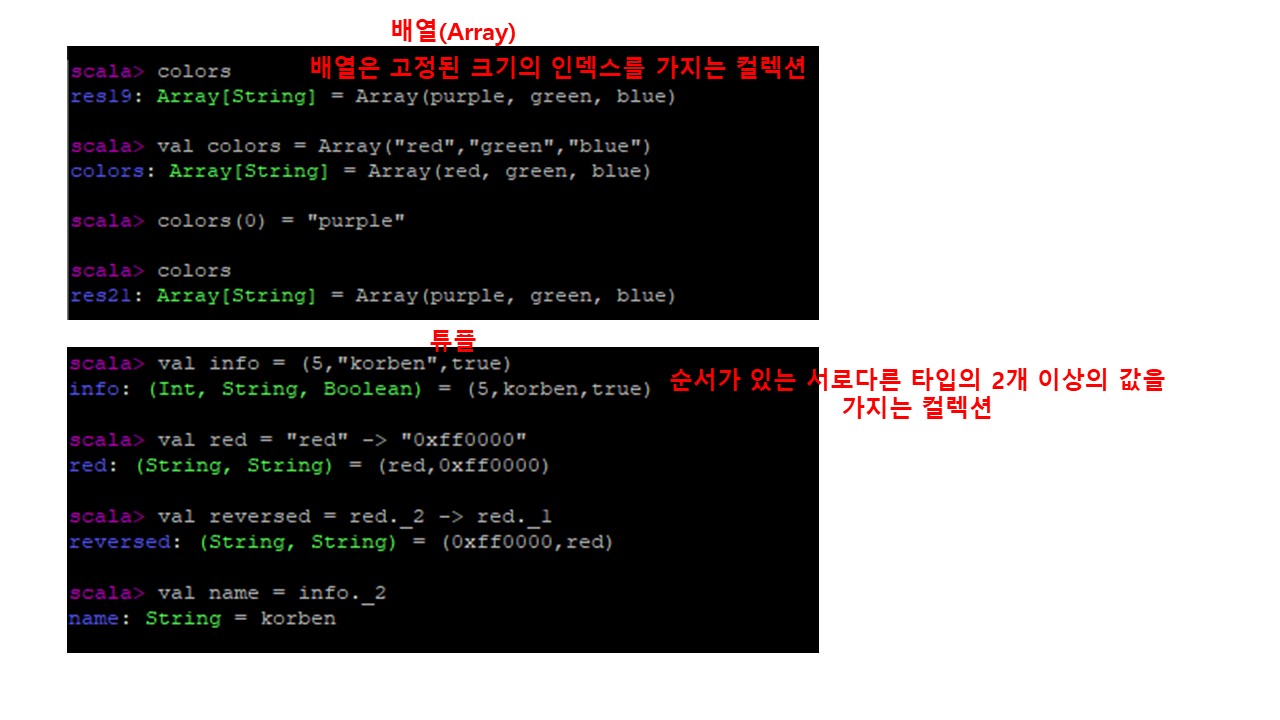 배열(Array)
배열은 고정된 크기의 인덱스를 가지는 컬렉션
scala> colors
res19: Array[String] = Array(purple, green, blue)
scala> val colors = Array("red","green","blue")
colors: Array[String] = Array(red, green, blue)
scala> colors(0) = "purple"
scala> colors
res21: Array[String] = Array(purple, green, blue)
튜플
scala> val info = (5,"korben",true)
info: (Int, String, Boolean) = (5,korben,true)
순서가 있는 서로다른 타입의 2개 이상의 값을
가지는 컬렉션
scala> val red = "red" -> "0xff0000"
red: (String, String) = (red,0xff0000)
scala> val reversed = red._2 -> red._1
reversed: (String, String) = (0xff0000,red)
scala> val name = info._2
name: String = korben